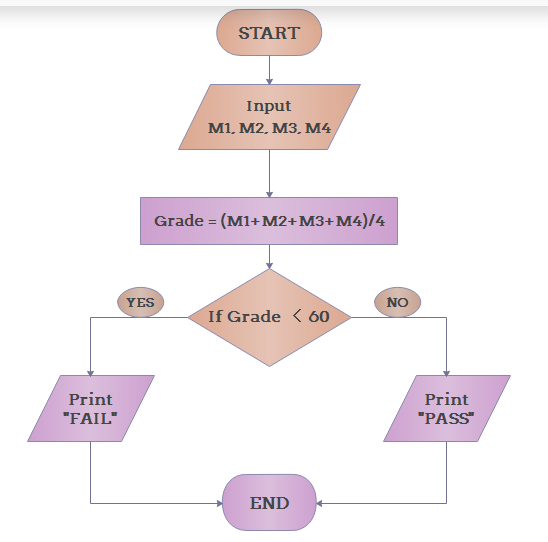 START
Input
M1, M2, M3, M4
Grade = (M1+M2+M3+M4)/4
YES
NO
If Grade < 60
Print
"FAIL"
Print
"PASS"
END